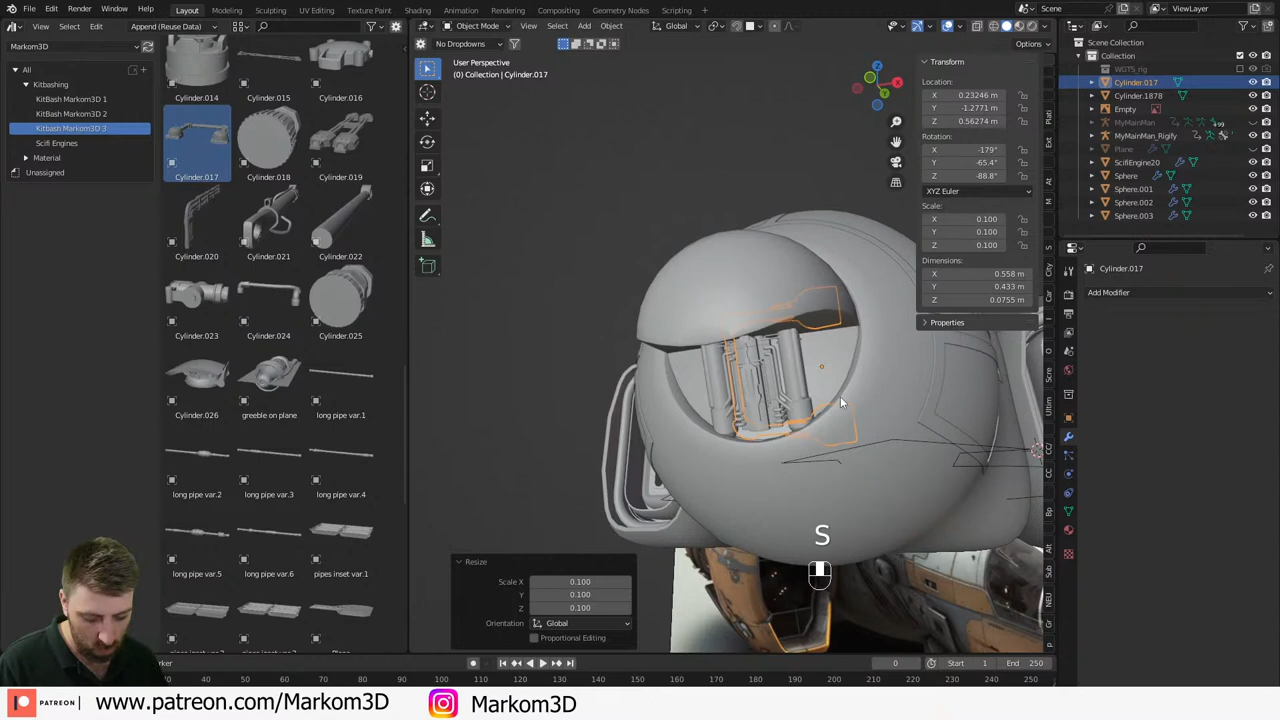 File Edit Render Window Help
Layout Modeling Sculpting UV Editing Texture Paint Shading Animation Rendering Compositing Geometry Nodes Scripting
Scene
ViewLayer
View Select Edit
Append (Reuse Data)
Markom3D
All
Kitbashing
KitBash Markom3D 1
KitBash Markom3D 2
KitBash Markom3D 3
Scifi Engines
Material
Unassigned
Cylinder.014 Cylinder.015 Cylinder.016
Cylinder.017 Cylinder.018 Cylinder.019
Cylinder.020 Cylinder.021 Cylinder.022
Cylinder.023 Cylinder.024 Cylinder.025
Cylinder.026 greeble on plane long pipe var.1
long pipe var.2 long pipe var.3 long pipe var.4
long pipe var.5 long pipe var.6 pipes inset var.1
Object Mode View Select Add Object
Global
No Dropdowns
Options
User Perspective
(0) Collection | Cylinder.017
Transform
Location:
X 0.23246 m
Y -1.2771 m
Z 0.56274 m
Rotation:
X -179°
Y -65.4°
Z -88.8°
XYZ Euler
Scale:
X 0.100
Y 0.100
Z 0.100
Dimensions:
X 0.558 m
Y 0.433 m
Z 0.0755 m
Properties
Scene Collection
Collection
WGT5_rig
Cylinder.017
Cylinder.1878
Empty
MyMainMan
MyMainMan_Rigify
Plane
ScifiEngine20
Sphere
Sphere.001
Sphere.002
Sphere.003
Cylinder.017
Add Modifier
S
Resize
Scale X 0.100
Y 0.100
Z 0.100
Orientation Global
Proportional Editing
0
Start 1
End 250
100 110 120 130 140 150 160 170 180 190 200 210 220 230 240 250
PATREON www.patreon.com/Markom3D Markom3D